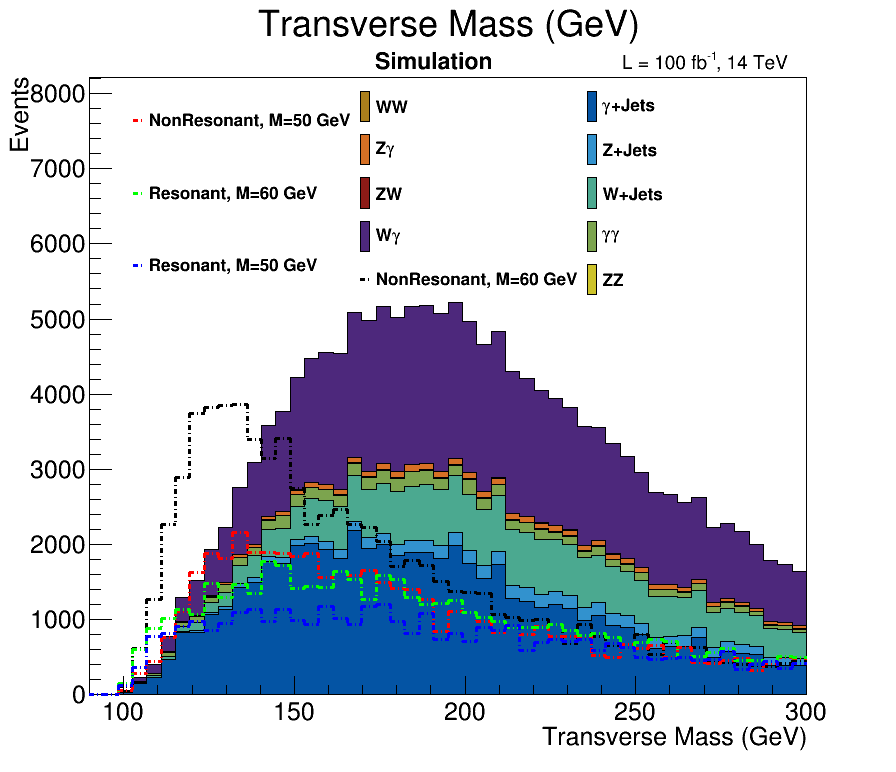 Transverse Mass (GeV)
Simulation
L = 100 fb⁻¹, 14 TeV
Events
8000
7000
6000
5000
4000
3000
2000
1000
0
NonResonant, M=50 GeV
Resonant, M=60 GeV
Resonant, M=50 GeV
WW
Zγ
ZW
Wγ
NonResonant, M=60 GeV
γ+Jets
Z+Jets
W+Jets
γγ
ZZ
100 150 200 250 300
Transverse Mass (GeV)